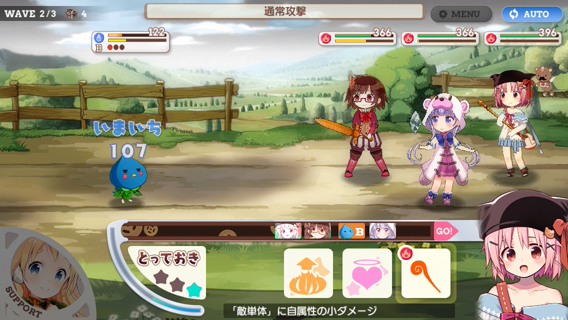 WAVE 2/3 4
通常攻撃
MENU
AUTO
122
B
366
366
396
いまいち
107
B
GO!
とっておき
SUPPORT
「敵単体」に自属性の小ダメージ